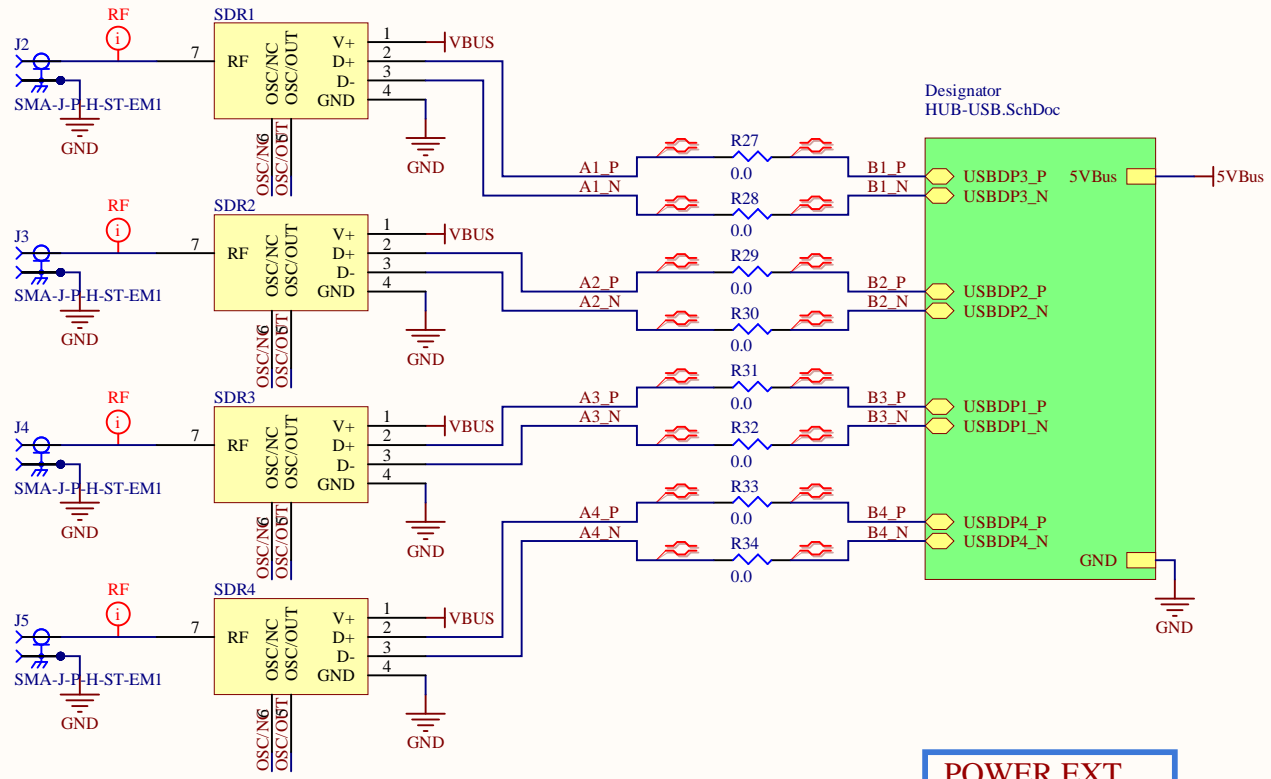 RF
SDR1
J2
7
RF
OSC/NC
OSC/OUT
V+
D+
D-
GND
1
2
3
4
VBUS
SMA-J-P-H-ST-EM1
GND
OSC/NC
6
OSC/OUT
GND
Designator
HUB-USB.SchDoc
R27
0.0
A1_P
A1_N
B1_P
B1_N
R28
0.0
USBDP3_P
USBDP3_N
5VBus
5VBus
RF
SDR2
J3
7
RF
OSC/NC
OSC/OUT
V+
D+
D-
GND
1
2
3
4
VBUS
SMA-J-P-H-ST-EM1
GND
OSC/NC
6
OSC/OUT
GND
R29
0.0
A2_P
A2_N
B2_P
B2_N
R30
0.0
USBDP2_P
USBDP2_N
RF
SDR3
J4
7
RF
OSC/NC
OSC/OUT
V+
D+
D-
GND
1
2
3
4
VBUS
SMA-J-P-H-ST-EM1
GND
OSC/NC
6
OSC/OUT
GND
R31
0.0
A3_P
A3_N
B3_P
B3_N
R32
0.0
USBDP1_P
USBDP1_N
R33
0.0
A4_P
A4_N
B4_P
B4_N
R34
0.0
USBDP4_P
USBDP4_N
GND
GND
RF
SDR4
J5
7
RF
OSC/NC
OSC/OUT
V+
D+
D-
GND
1
2
3
4
VBUS
SMA-J-P-H-ST-EM1
GND
OSC/NC
6
OSC/OUT
GND
POWER EXT